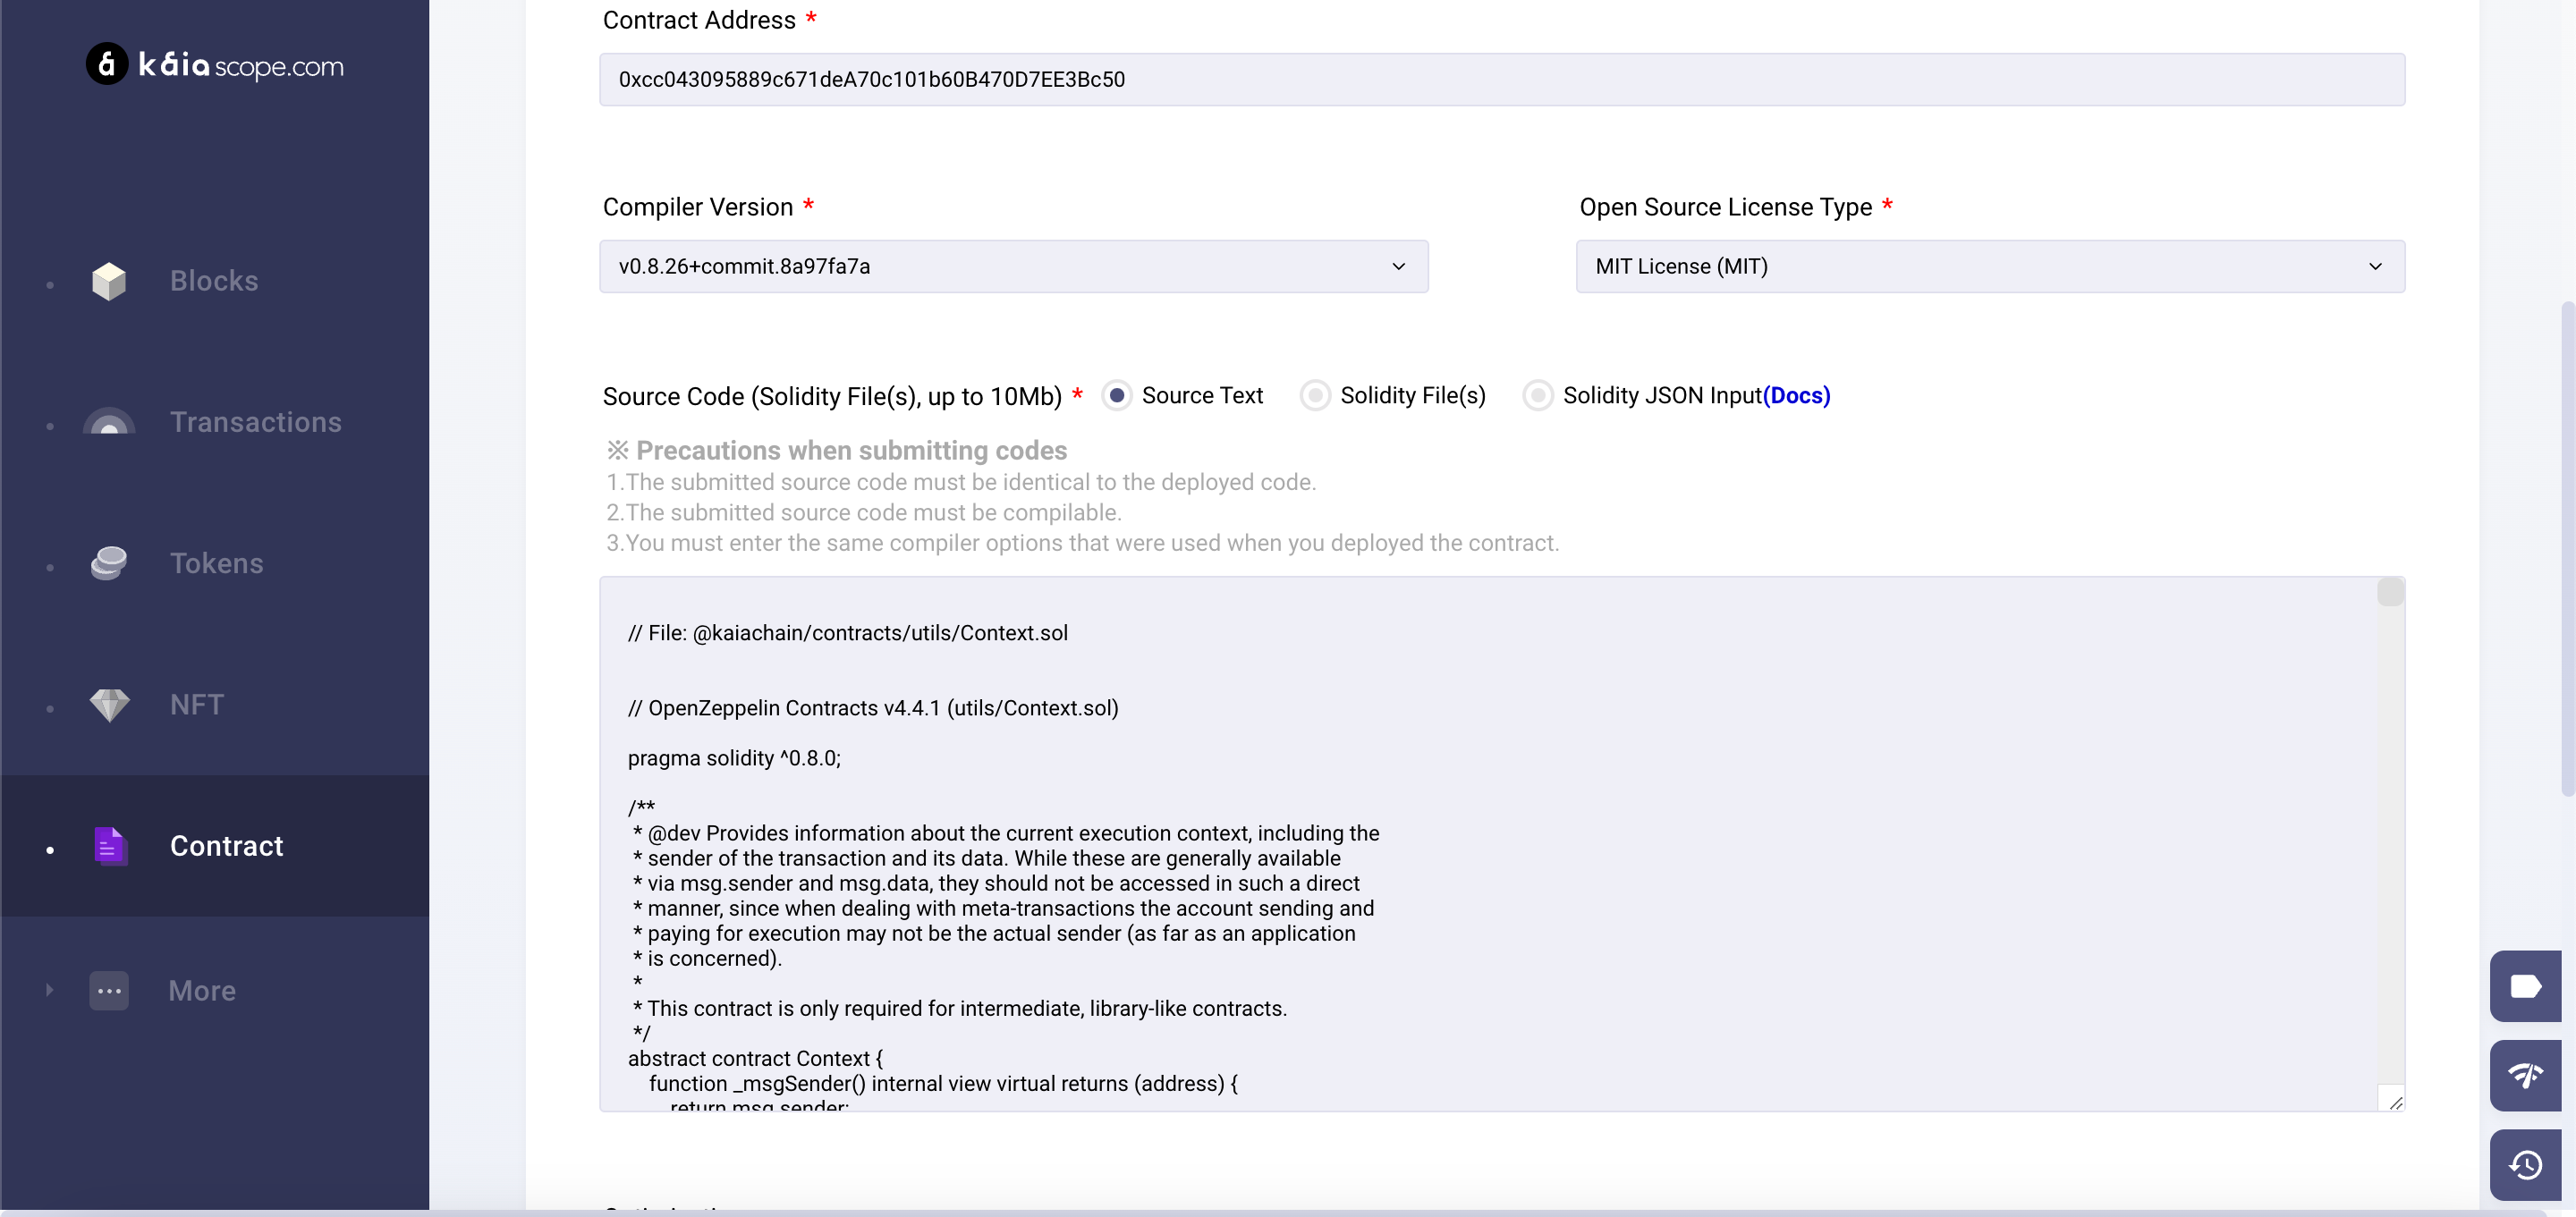 kaiascope.com
Blocks
Transactions
Tokens
NFT
Contract
More
Contract Address *
0xcc043095889c671deA70c101b60B470D7EE3Bc50
Compiler Version *
v0.8.26+commit.8a97fa7a
Open Source License Type *
MIT License (MIT)
Source Code (Solidity File(s), up to 10Mb) * Source Text Solidity File(s) Solidity JSON Input(Docs)
※ Precautions when submitting codes
1.The submitted source code must be identical to the deployed code.
2.The submitted source code must be compilable.
3.You must enter the same compiler options that were used when you deployed the contract.
// File: @kaiachain/contracts/utils/Context.sol
// OpenZeppelin Contracts v4.4.1 (utils/Context.sol)
pragma solidity ^0.8.0;
/**
* @dev Provides information about the current execution context, including the
* sender of the transaction and its data. While these are generally available
* via msg.sender and msg.data, they should not be accessed in such a direct
* manner, since when dealing with meta-transactions the account sending and
* paying for execution may not be the actual sender (as far as an application
* is concerned).
*
* This contract is only required for intermediate, library-like contracts.
*/
abstract contract Context {
function _msgSender() internal view virtual returns (address) {
return msg.sender;